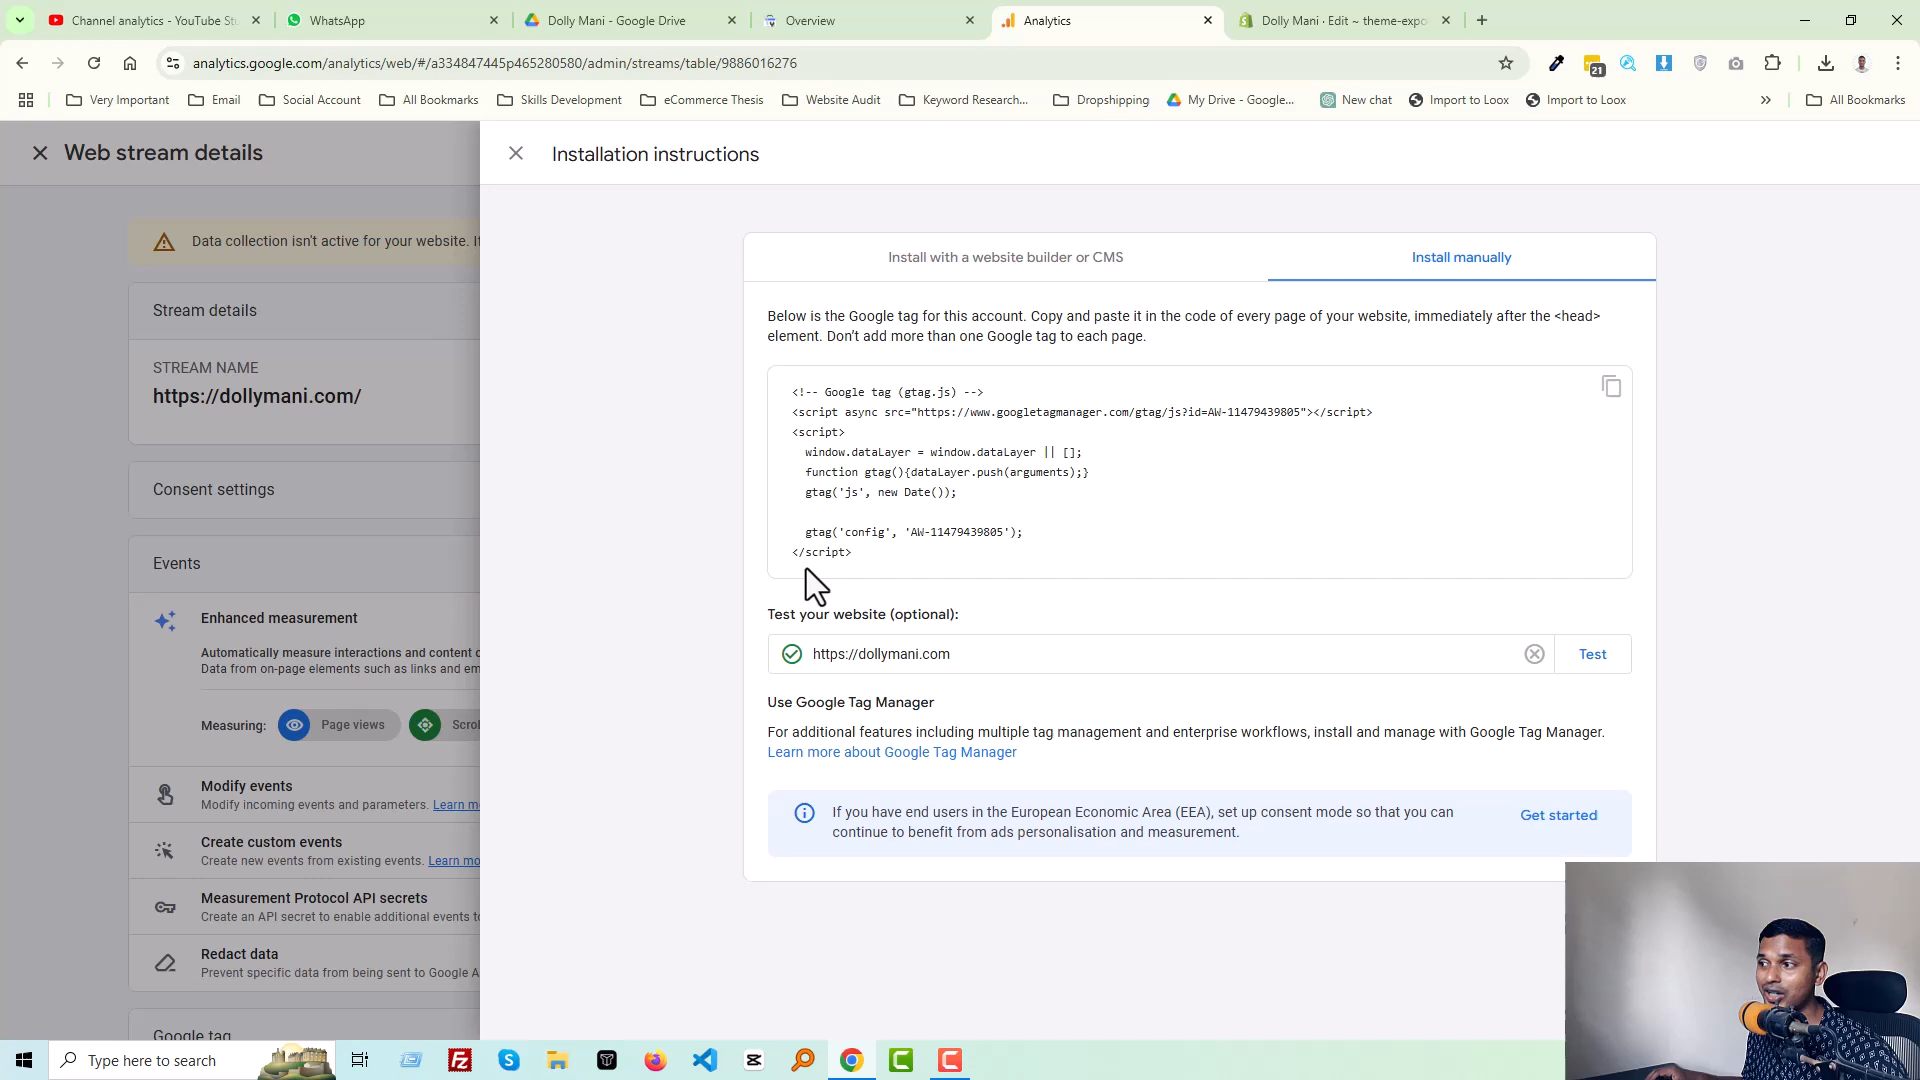 Channel analytics - YouTube Stu
WhatsApp
Dolly Mani - Google Drive
Overview
Analytics
Dolly Mani · Edit ~ theme-expo
analytics.google.com/analytics/web/#/a334847445p465280580/admin/streams/table/9886016276
21
Very Important
Email
Social Account
All Bookmarks
Skills Development
eCommerce Thesis
Website Audit
Keyword Research...
Dropshipping
My Drive - Google...
New chat
Import to Loox
Import to Loox
All Bookmarks
Web stream details
Installation instructions
Data collection isn't active for your website. If
Stream details
STREAM NAME
https://dollymani.com/
Consent settings
Events
Enhanced measurement
Automatically measure interactions and content o
Data from on-page elements such as links and em
Measuring:
Page views
Scrol
Modify events
Modify incoming events and parameters. Learn m
Create custom events
Create new events from existing events. Learn mo
Measurement Protocol API secrets
Create an API secret to enable additional events to
Redact data
Prevent specific data from being sent to Google A
Google tag
Install with a website builder or CMS
Install manually
Below is the Google tag for this account. Copy and paste it in the code of every page of your website, immediately after the <head>
element. Don't add more than one Google tag to each page.
<!-- Google tag (gtag.js) -->
<script async src="https://www.googletagmanager.com/gtag/js?id=AW-11479439805"></script>
<script>
window.dataLayer = window.dataLayer || [];
function gtag(){dataLayer.push(arguments);}
gtag('js', new Date());
gtag('config', 'AW-11479439805');
</script>
Test your website (optional):
https://dollymani.com
Test
Use Google Tag Manager
For additional features including multiple tag management and enterprise workflows, install and manage with Google Tag Manager.
Learn more about Google Tag Manager
If you have end users in the European Economic Area (EEA), set up consent mode so that you can
continue to benefit from ads personalisation and measurement.
Get started
Type here to search